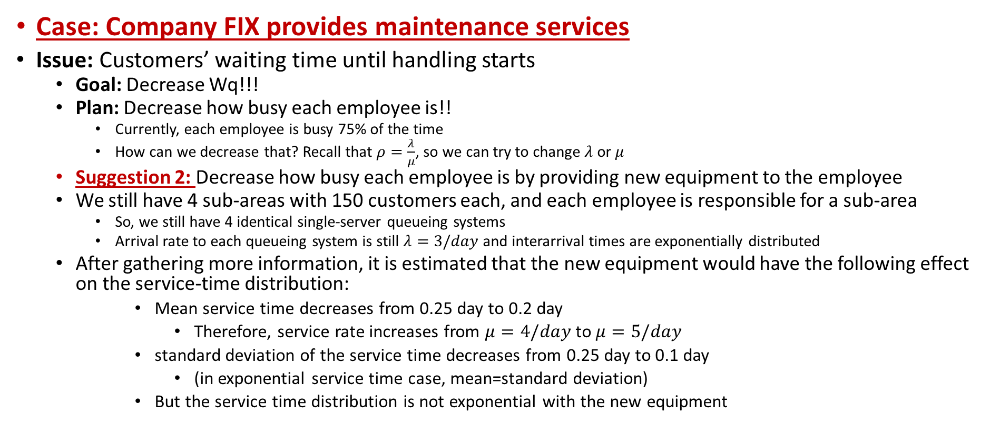 • Case: Company FIX provides maintenance services
• Issue: Customers’ waiting time until handling starts
• Goal: Decrease Wq!!!
• Plan: Decrease how busy each employee is!!
• Currently, each employee is busy 75% of the time
• How can we decrease that? Recall that ρ = λ/μ, so we can try to change λ or μ
• Suggestion 2: Decrease how busy each employee is by providing new equipment to the employee
• We still have 4 sub-areas with 150 customers each, and each employee is responsible for a sub-area
• So, we still have 4 identical single-server queueing systems
• Arrival rate to each queueing system is still λ = 3/day and interarrival times are exponentially distributed
• After gathering more information, it is estimated that the new equipment would have the following effect
on the service-time distribution:
• Mean service time decreases from 0.25 day to 0.2 day
• Therefore, service rate increases from μ = 4/day to μ = 5/day
• standard deviation of the service time decreases from 0.25 day to 0.1 day
• (in exponential service time case, mean=standard deviation)
• But the service time distribution is not exponential with the new equipment